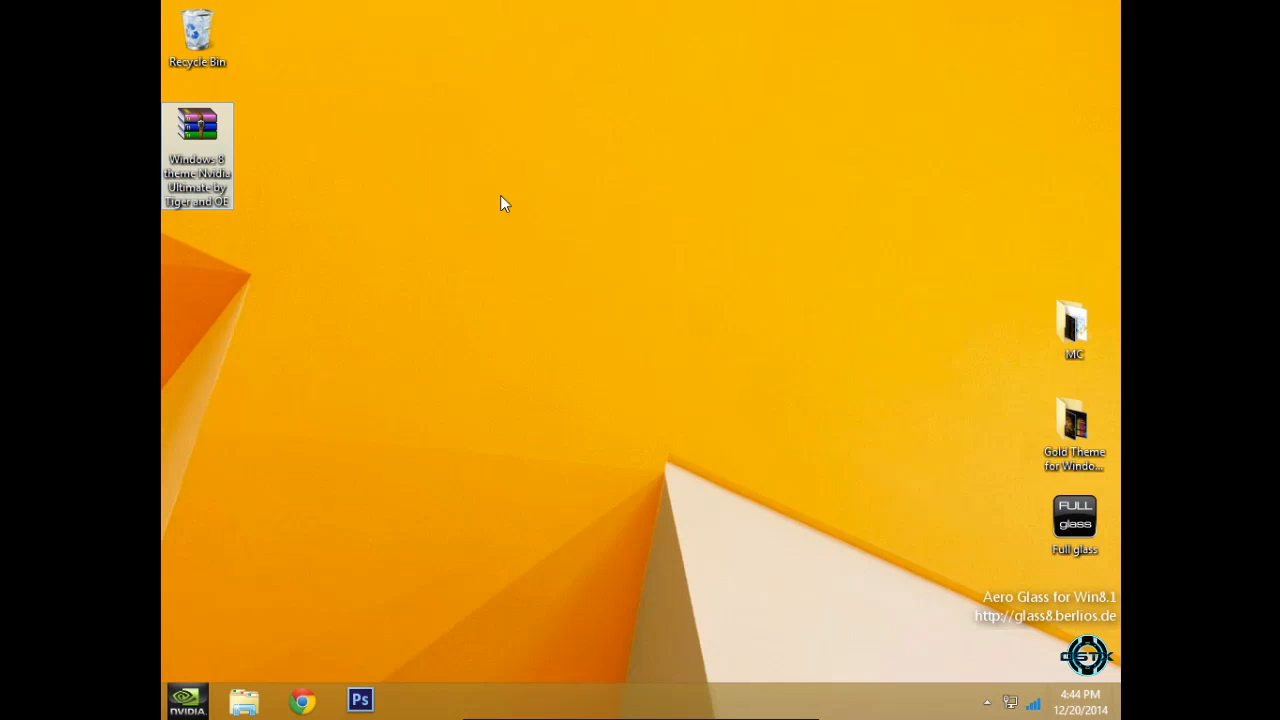 Recycle Bin
Windows 8
theme Nvidia
Ultimate by
Tiger and OE
MC
Gold Theme
for Windo...
FULL
glass
Full glass
Aero Glass for Win8.1
http://glass8.berlios.de
NVIDIA.
Ps
4:44 PM
12/20/2014